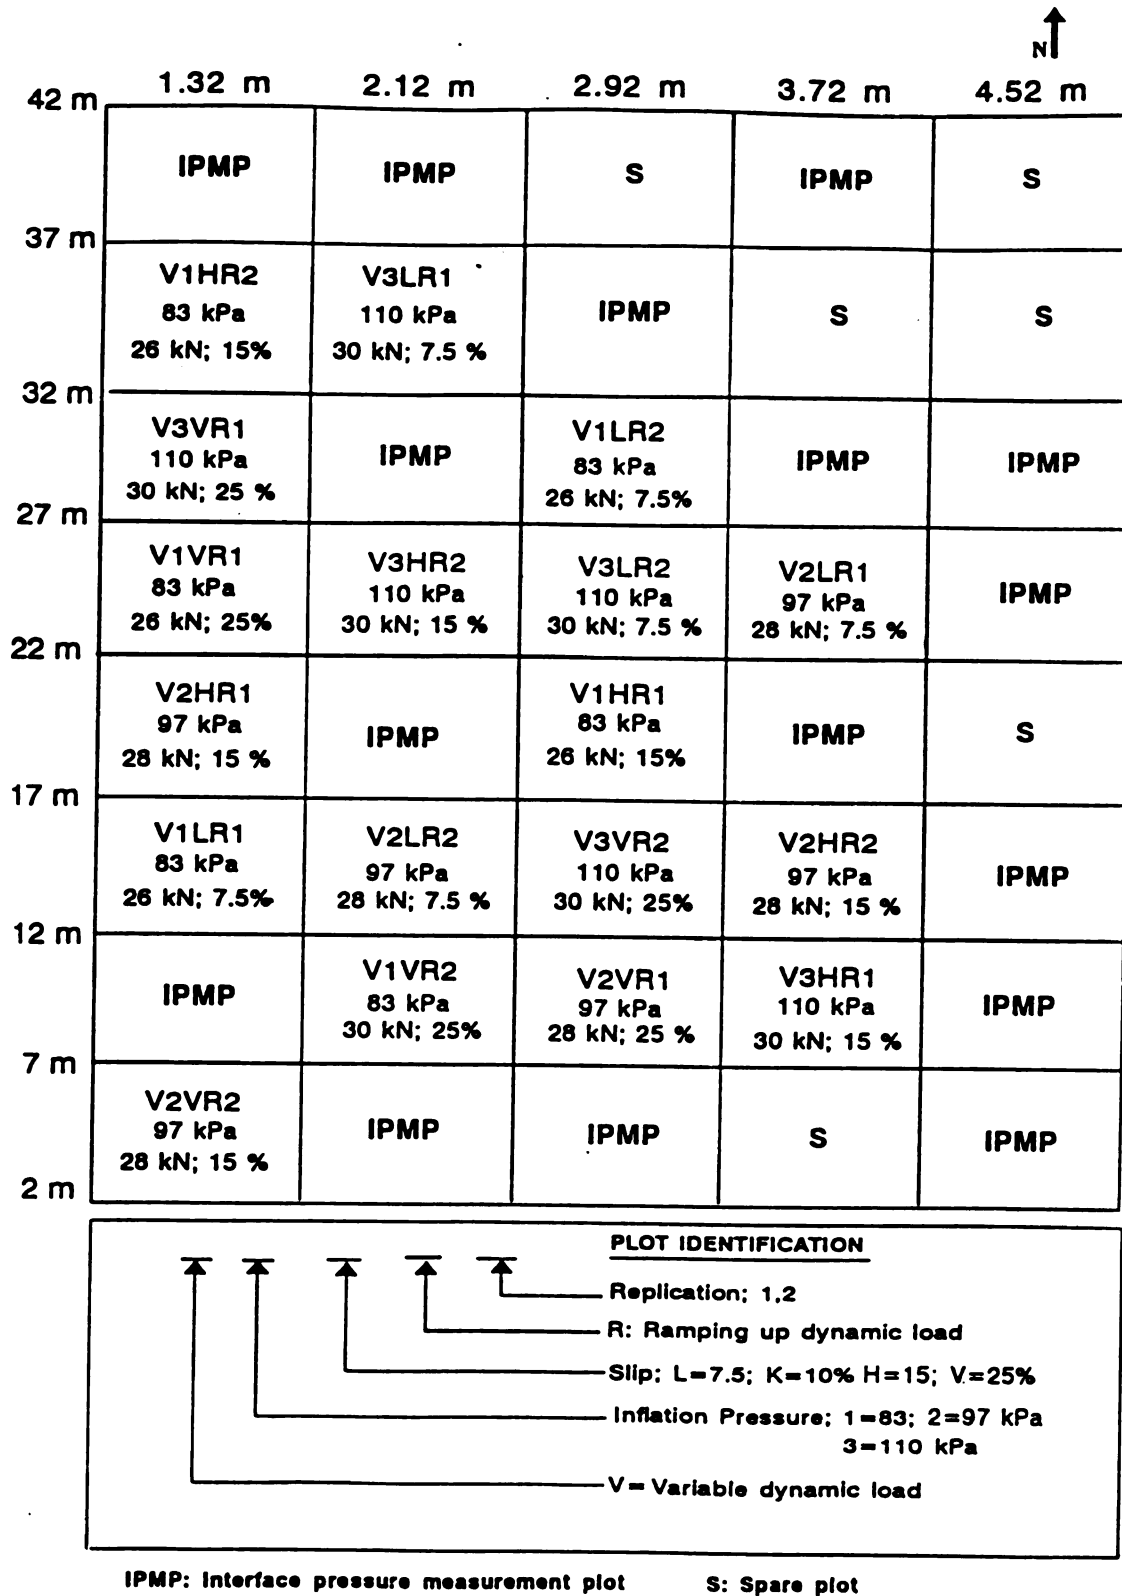 N
1.32 m 2.12 m 2.92 m 3.72 m 4.52 m
42 m
IPMP IPMP S IPMP S
37 m
V1HR2 V3LR1
83 kPa 110 kPa IPMP S S
26 kN; 15% 30 kN; 7.5 %
32 m
V3VR1 V1LR2
110 kPa IPMP 83 kPa IPMP IPMP
30 kN; 25 % 26 kN; 7.5%
27 m
V1VR1 V3HR2 V3LR2 V2LR1
83 kPa 110 kPa 110 kPa 97 kPa IPMP
26 kN; 25% 30 kN; 15 % 30 kN; 7.5 % 28 kN; 7.5 %
22 m
V2HR1 V1HR1
97 kPa IPMP 83 kPa IPMP S
28 kN; 15 % 26 kN; 15%
17 m
V1LR1 V2LR2 V3VR2 V2HR2
83 kPa 97 kPa 110 kPa 97 kPa IPMP
26 kN; 7.5% 28 kN; 7.5 % 30 kN; 25% 28 kN; 15 %
12 m
V1VR2 V2VR1 V3HR1
IPMP 83 kPa 97 kPa 110 kPa IPMP
30 kN; 25% 28 kN; 25 % 30 kN; 15 %
7 m
V2VR2
97 kPa IPMP IPMP S IPMP
28 kN; 15 %
2 m
PLOT IDENTIFICATION
Replication; 1,2
R: Ramping up dynamic load
Slip; L=7.5; K=10% H=15; V=25%
Inflation Pressure; 1=83; 2=97 kPa
3=110 kPa
V= Variable dynamic load
IPMP: Interface pressure measurement plot S: Spare plot